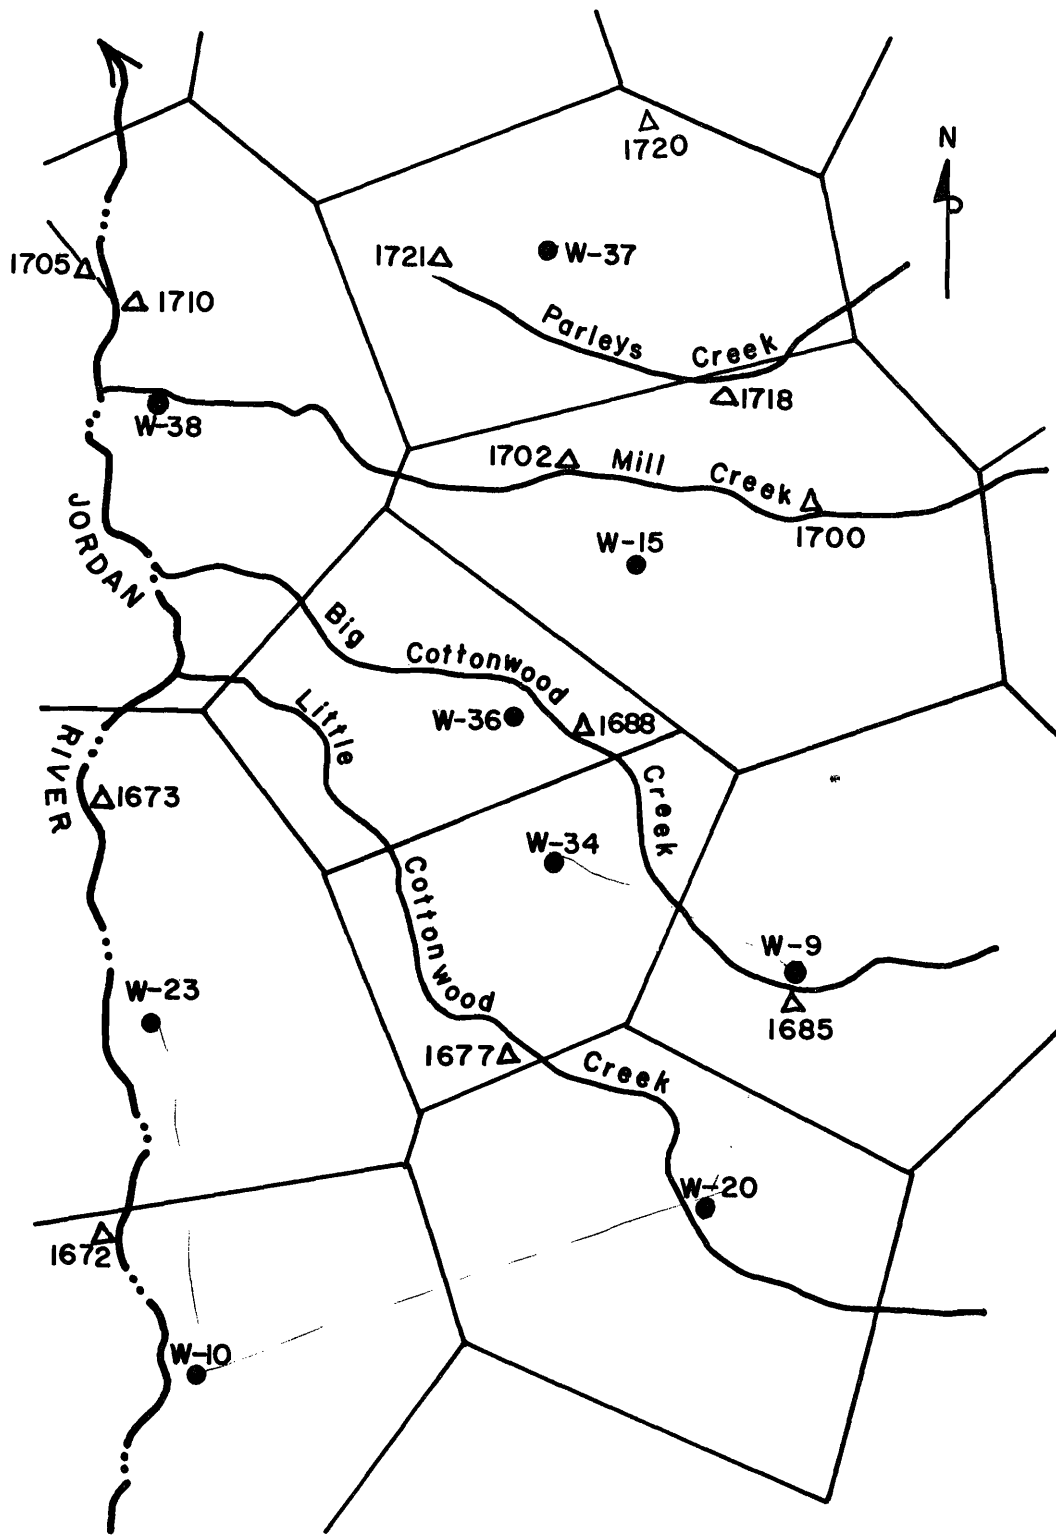 N
1720
1705
1721
W-37
1710
Parleys Creek
1718
W-38
1702
Mill Creek
1700
W-15
JORDAN RIVER
Big Cottonwood Creek
Little Cottonwood Creek
W-36
1688
1673
W-34
W-9
W-23
1685
1677
W-20
1672
W-10